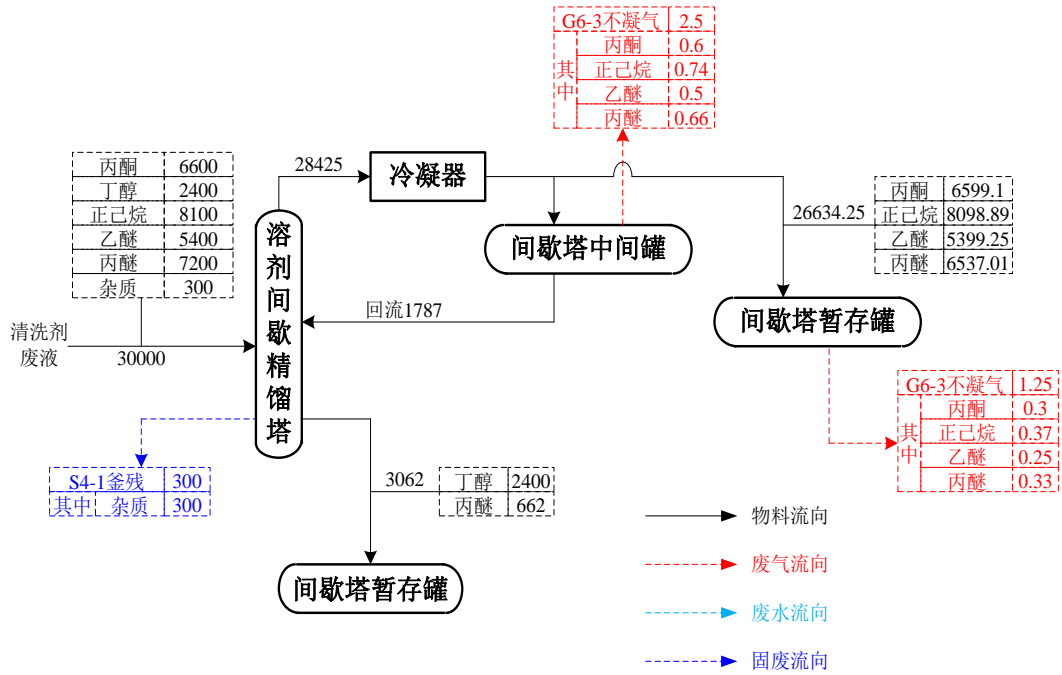 G6-3不凝气 2.5
其中
丙酮 0.6
正己烷 0.74
乙醚 0.5
丙醚 0.66
丙酮 6600
丁醇 2400
正己烷 8100
乙醚 5400
丙醚 7200
杂质 300
28425
冷凝器
26634.25
丙酮 6599.1
正己烷 8098.89
乙醚 5399.25
丙醚 6537.01
溶剂间歇精馏塔
间歇塔中间罐
回流1787
间歇塔暂存罐
清洗剂
废液
30000
G6-3不凝气 1.25
其中
丙酮 0.3
正己烷 0.37
乙醚 0.25
丙醚 0.33
S4-1釜残 300
其中 杂质 300
3062
丁醇 2400
丙醚 662
间歇塔暂存罐
物料流向
废气流向
废水流向
固废流向